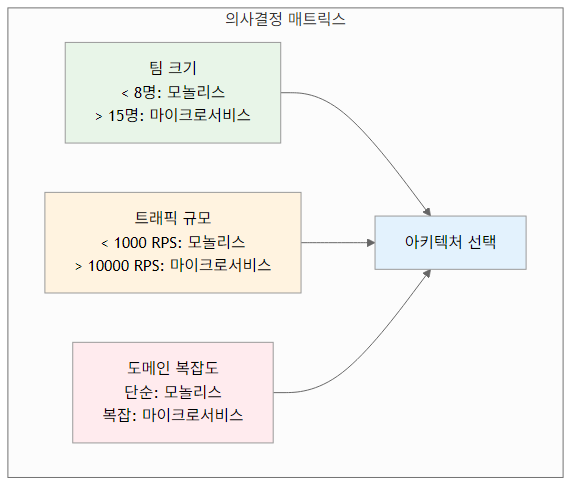 의사결정 매트릭스
팀 크기
< 8명: 모놀리스
> 15명: 마이크로서비스
트래픽 규모
< 1000 RPS: 모놀리스
> 10000 RPS: 마이크로서비스
아키텍처 선택
도메인 복잡도
단순: 모놀리스
복잡: 마이크로서비스